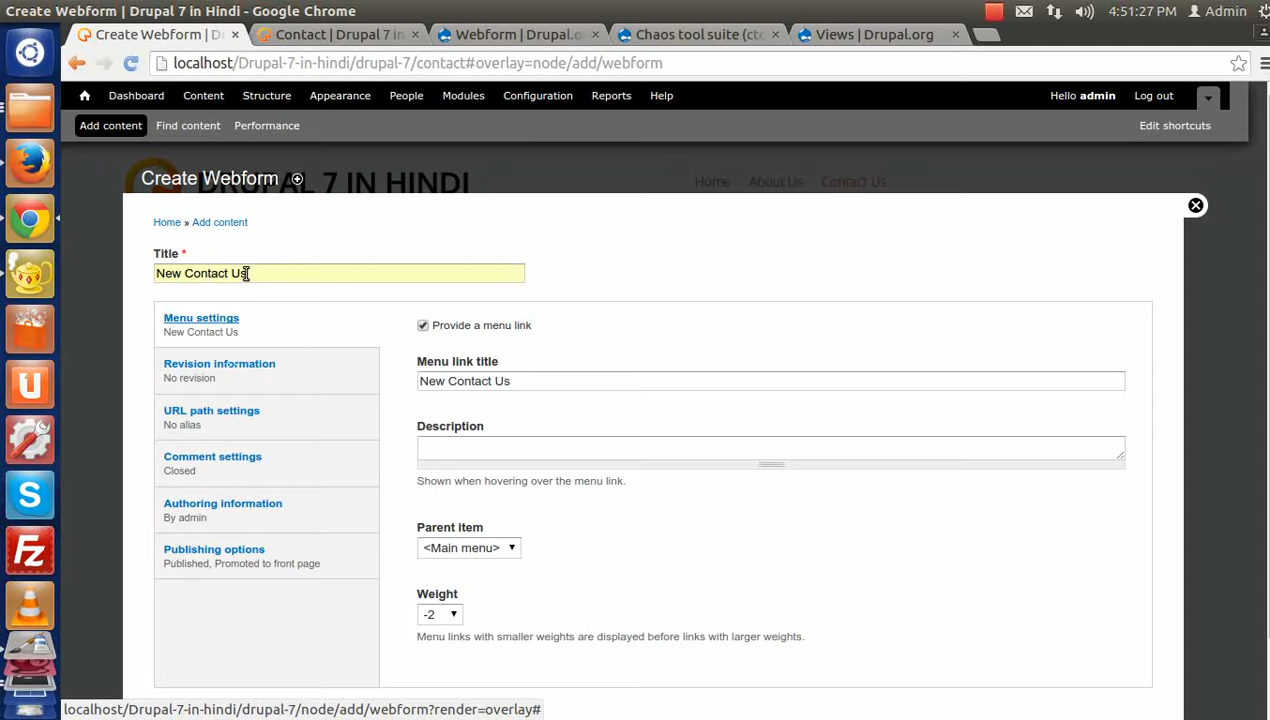 Create Webform | Drupal 7 in Hindi - Google Chrome
4:51:27 PM
Admin
Create Webform | D
Contact | Drupal 7 in
Webform | Drupal.o
Chaos tool suite (cto
Views | Drupal.org
localhost/Drupal-7-in-hindi/drupal-7/contact#overlay=node/add/webform
Dashboard Content Structure Appearance People Modules Configuration Reports Help
Hello admin Log out
Add content Find content Performance
Edit shortcuts
DRUPAL 7 IN HINDI
Home About Us Contact Us
Create Webform
Home » Add content
Title *
New Contact Us
Menu settings
New Contact Us
Revision information
No revision
URL path settings
No alias
Comment settings
Closed
Authoring information
By admin
Publishing options
Published, Promoted to front page
Provide a menu link
Menu link title
New Contact Us
Description
Shown when hovering over the menu link.
Parent item
<Main menu>
Weight
-2
Menu links with smaller weights are displayed before links with larger weights.
localhost/Drupal-7-in-hindi/drupal-7/node/add/webform?render=overlay#